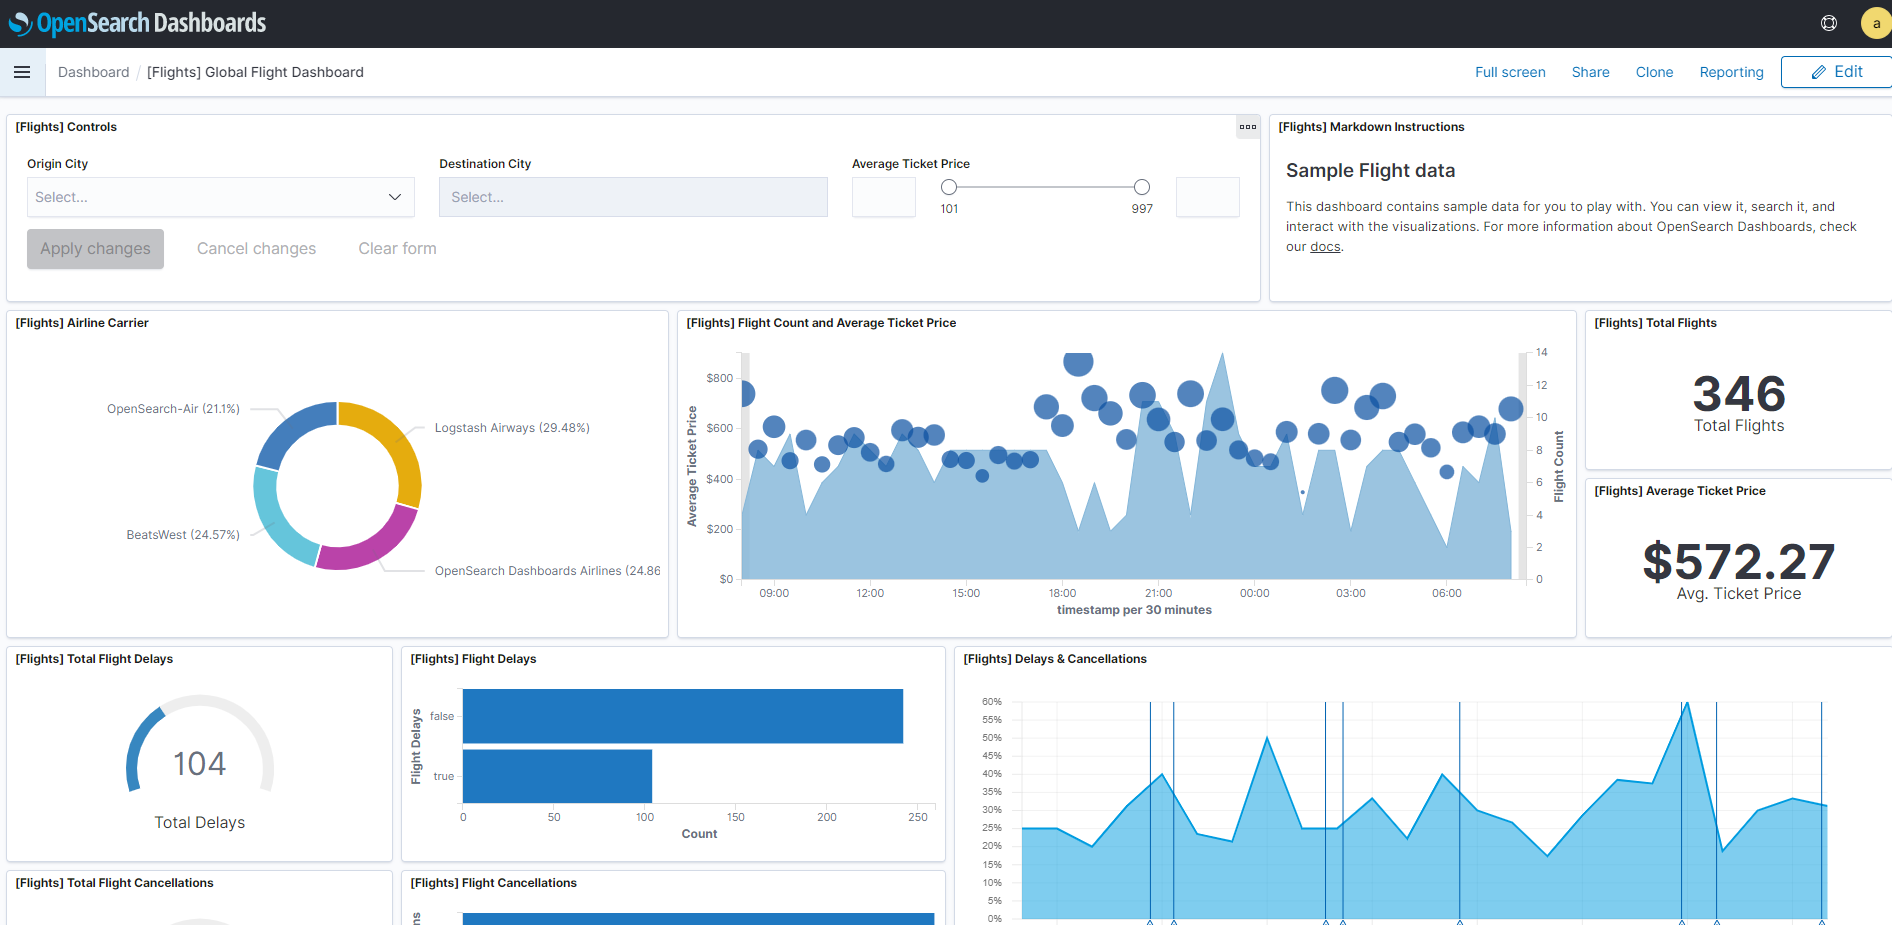 OpenSearch Dashboards
a
Dashboard / [Flights] Global Flight Dashboard
Full screen
Share
Clone
Reporting
Edit
[Flights] Controls
Origin City
Select...
Destination City
Select...
Average Ticket Price
101
997
Apply changes
Cancel changes
Clear form
[Flights] Markdown Instructions
Sample Flight data
This dashboard contains sample data for you to play with. You can view it, search it, and
interact with the visualizations. For more information about OpenSearch Dashboards, check
our docs.
[Flights] Airline Carrier
OpenSearch-Air (21.1%)
Logstash Airways (29.48%)
BeatsWest (24.57%)
OpenSearch Dashboards Airlines (24.86
[Flights] Flight Count and Average Ticket Price
Average Ticket Price
$800
$600
$400
$200
$0
14
12
10
8
6
4
2
0
Flight Count
09:00
12:00
15:00
18:00
21:00
00:00
03:00
06:00
timestamp per 30 minutes
[Flights] Total Flights
346
Total Flights
[Flights] Average Ticket Price
$572.27
Avg. Ticket Price
[Flights] Total Flight Delays
104
Total Delays
[Flights] Flight Delays
Flight Delays
false
true
0
50
100
150
200
250
Count
[Flights] Delays & Cancellations
60%
55%
50%
45%
40%
35%
30%
25%
20%
15%
10%
5%
0%
[Flights] Total Flight Cancellations
[Flights] Flight Cancellations
ns